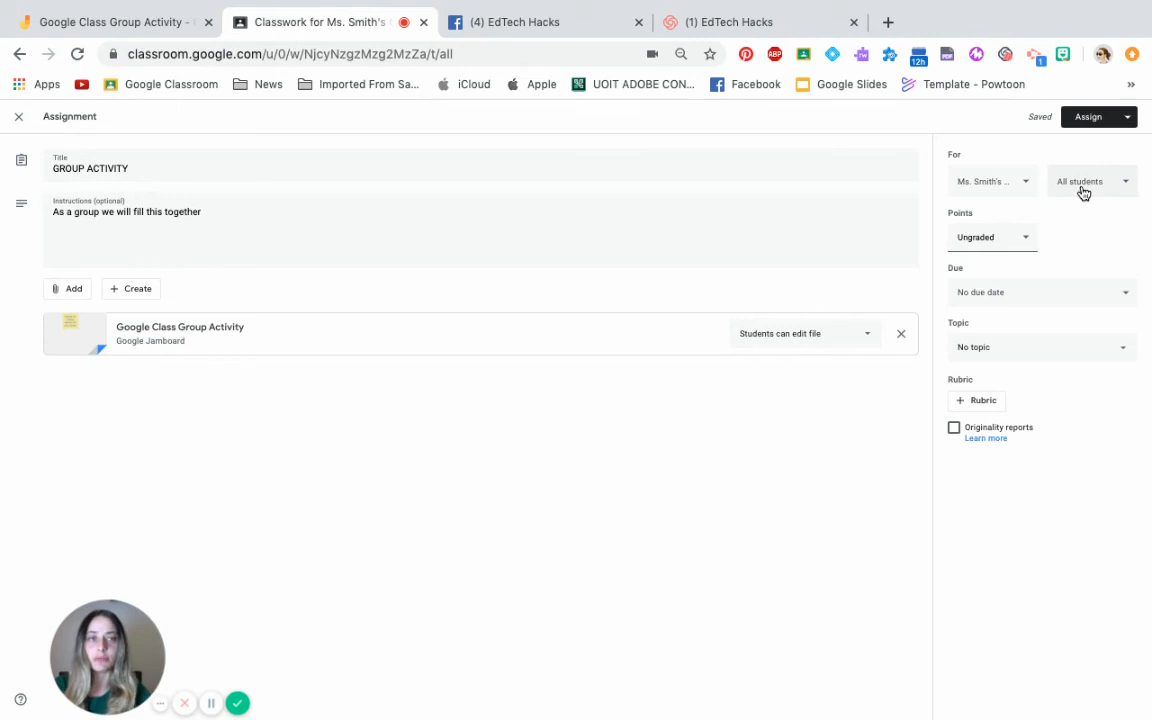 Google Class Group Activity -
Classwork for Ms. Smith's
(4) EdTech Hacks
(1) EdTech Hacks
classroom.google.com/u/0/w/NjcyNzgzMzg2MzZa/t/all
ABP
12h
PDF
1
Apps
Google Classroom
News
Imported From Sa...
iCloud
Apple
UOIT ADOBE CON...
Facebook
Google Slides
Template - Powtoon
»
Assignment
Saved
Assign
Title
GROUP ACTIVITY
Instructions (optional)
As a group we will fill this together
Add
+ Create
Google Class Group Activity
Google Jamboard
Students can edit file
For
Ms. Smith's ..
All students
Points
Ungraded
Due
No due date
Topic
No topic
Rubric
+ Rubric
Originality reports
Learn more